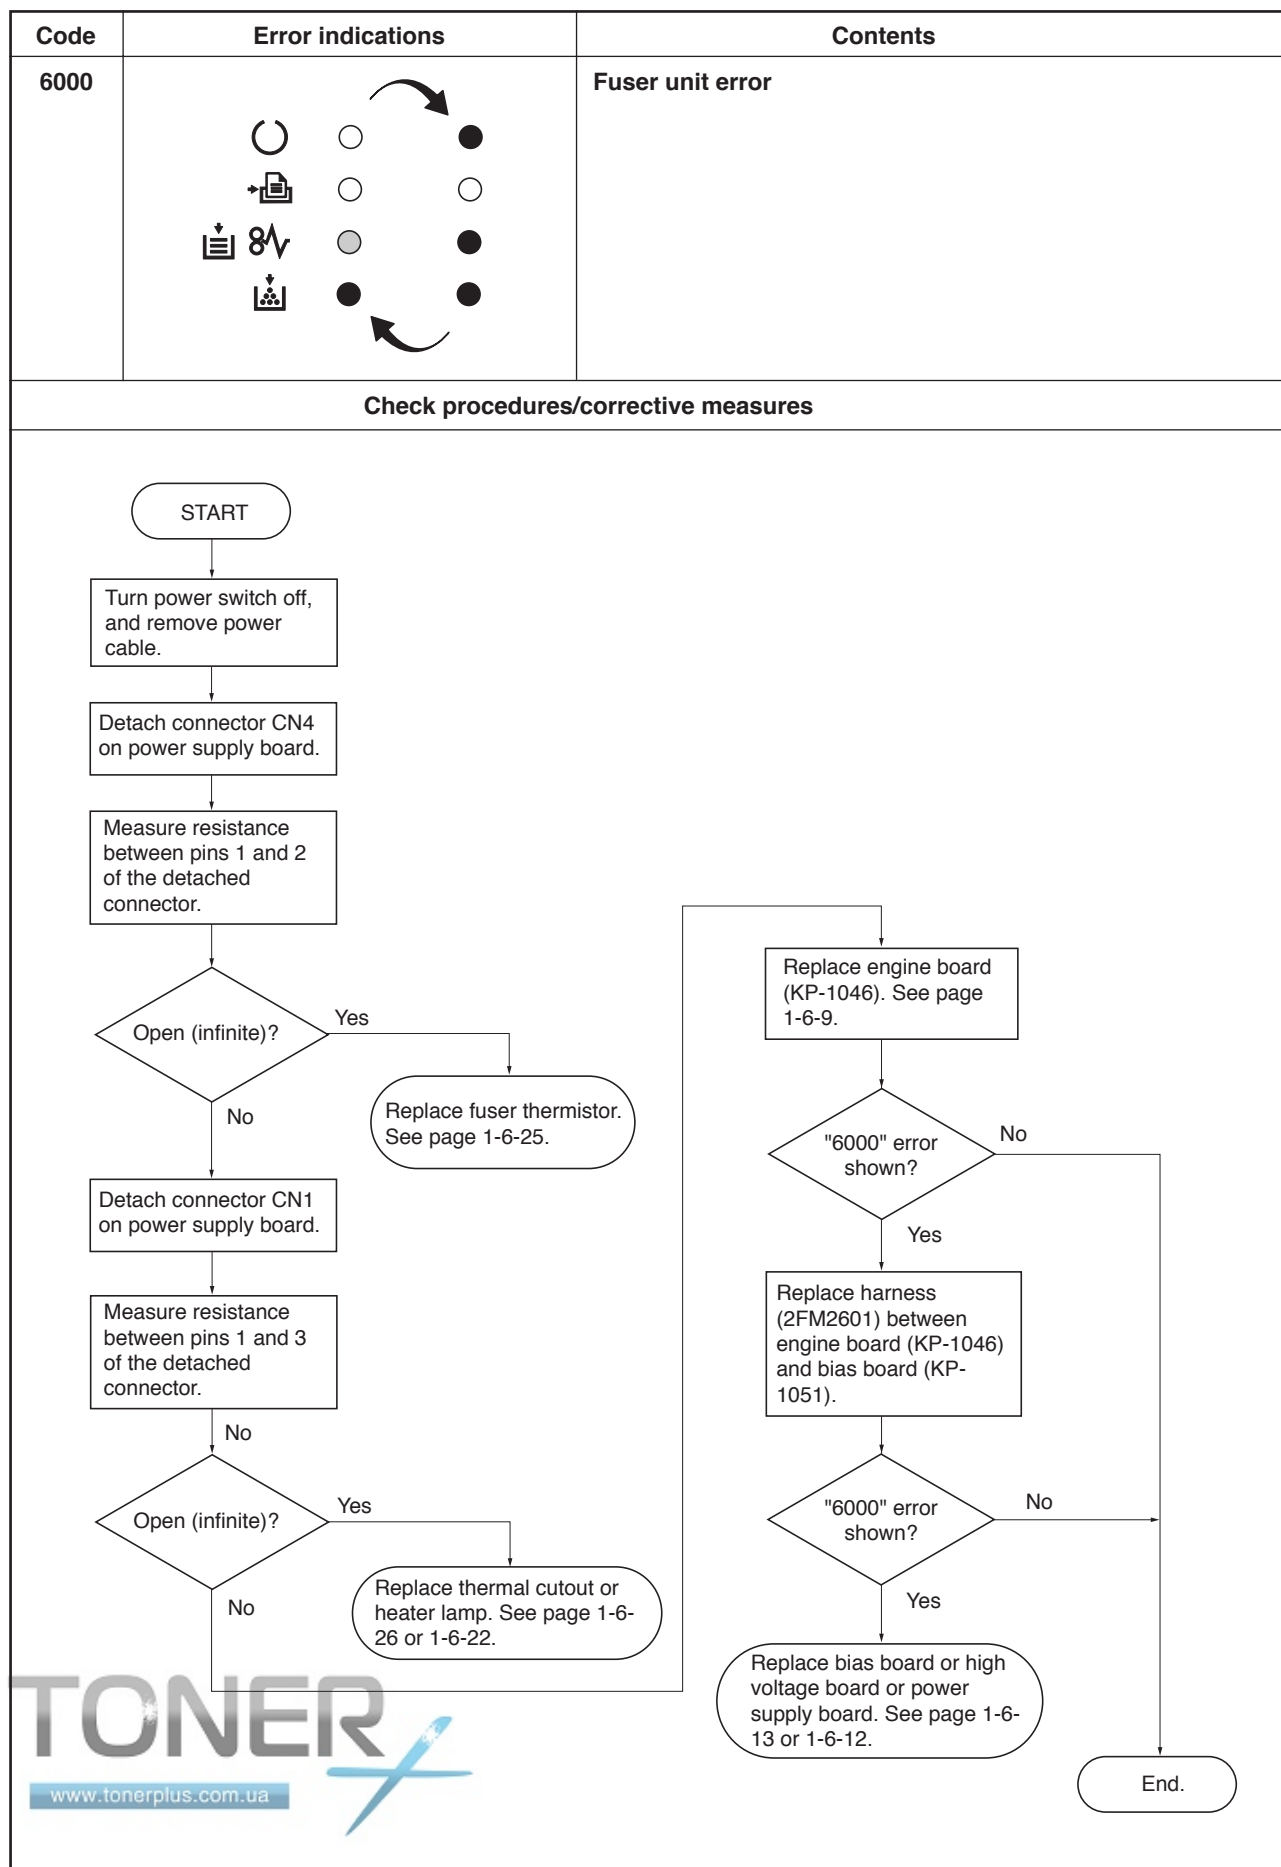 Code
Error indications
Contents
6000
Fuser unit error
Check procedures/corrective measures
START
Turn power switch off,
and remove power
cable.
Detach connector CN4
on power supply board.
Measure resistance
between pins 1 and 2
of the detached
connector.
Open (infinite)?
Yes
Replace fuser thermistor.
See page 1-6-25.
No
Detach connector CN1
on power supply board.
Measure resistance
between pins 1 and 3
of the detached
connector.
No
Open (infinite)?
Yes
Replace thermal cutout or
heater lamp. See page 1-6-
26 or 1-6-22.
No
Replace engine board
(KP-1046). See page
1-6-9.
"6000" error
shown?
No
Yes
Replace harness
(2FM2601) between
engine board (KP-1046)
and bias board (KP-
1051).
"6000" error
shown?
No
Yes
Replace bias board or high
voltage board or power
supply board. See page 1-6-
13 or 1-6-12.
End.
TONER
www.tonerplus.com.ua